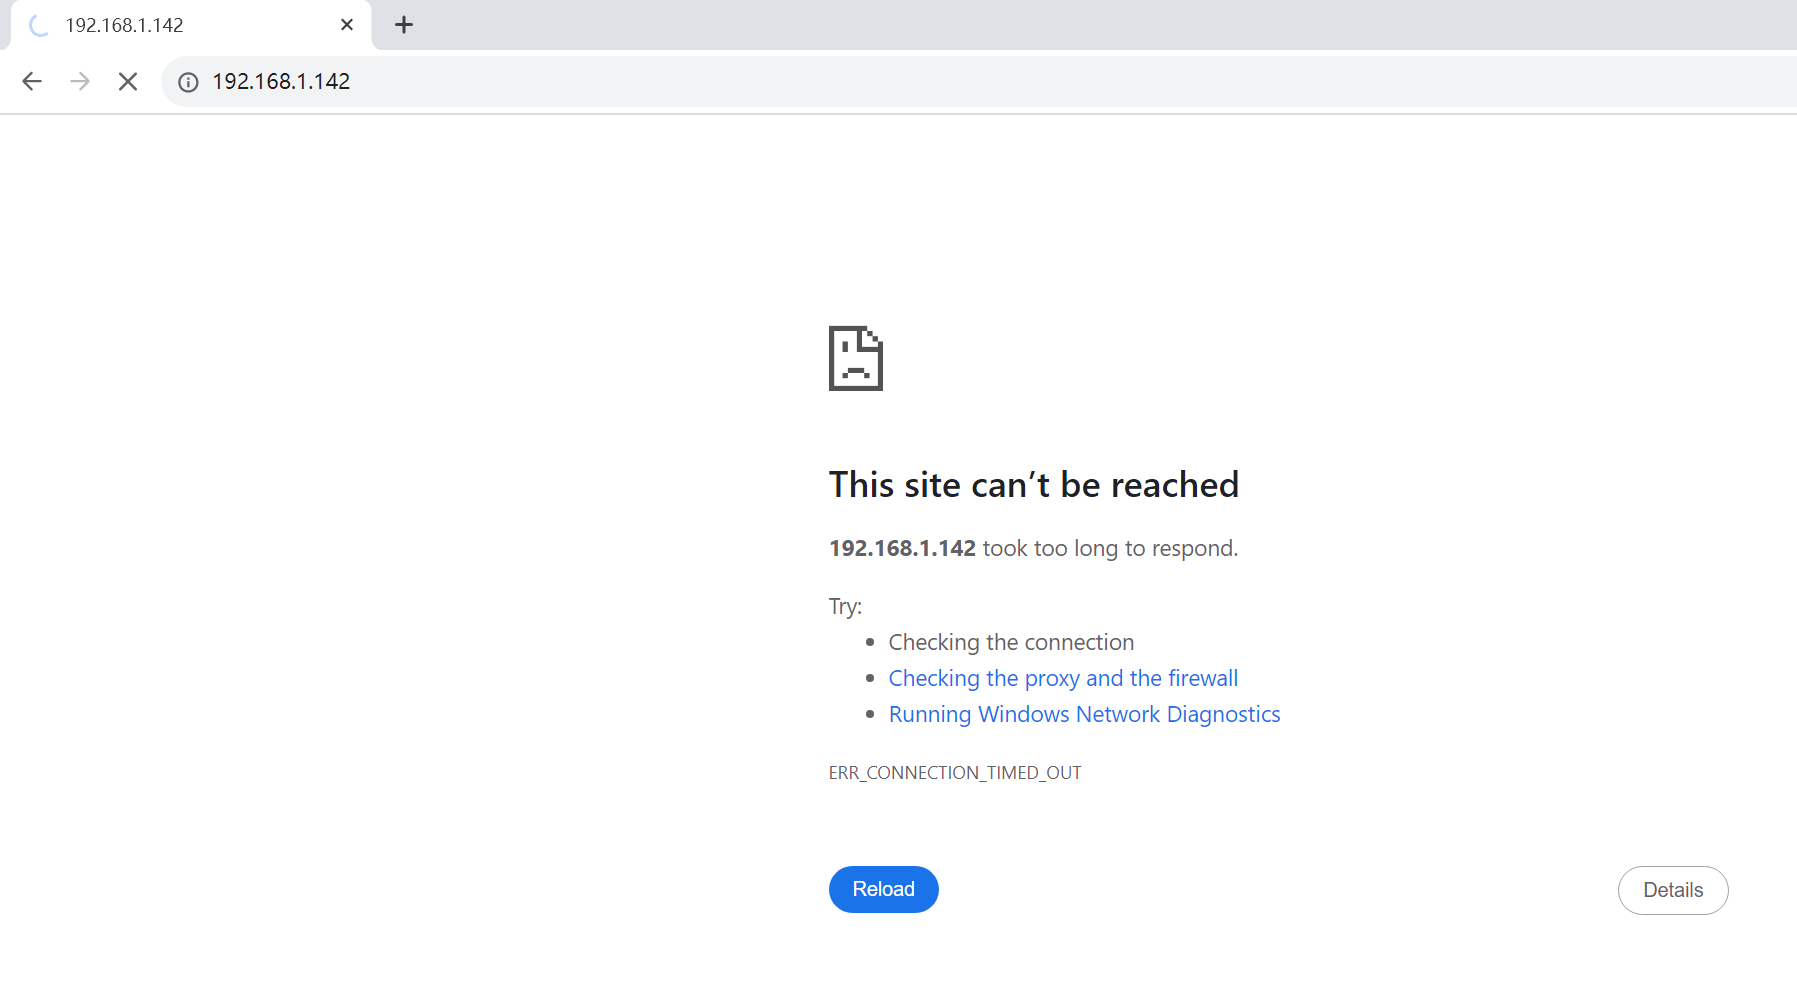 192.168.1.142
192.168.1.142
This site can’t be reached
192.168.1.142 took too long to respond.
Try:
• Checking the connection
• Checking the proxy and the firewall
• Running Windows Network Diagnostics
ERR_CONNECTION_TIMED_OUT
Reload
Details